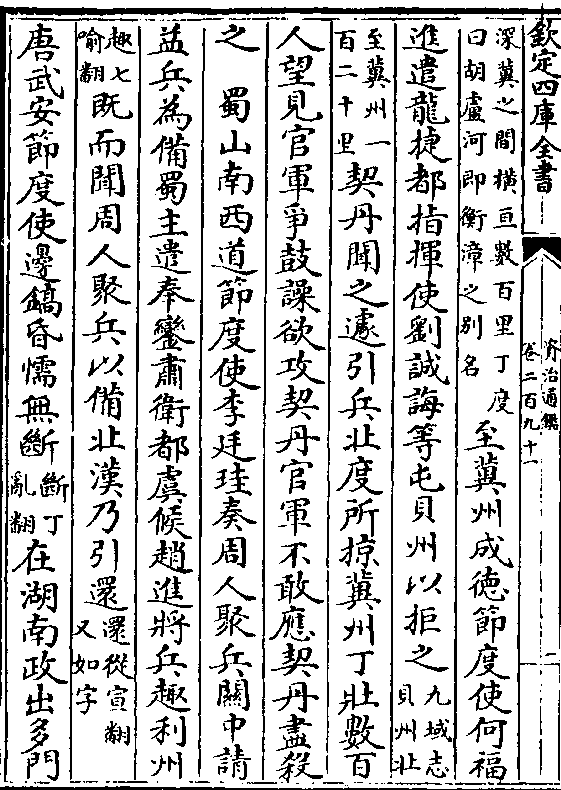 欽定四庫全書
資治通鑑
卷二百九十一
一
深冀之間橫亘數百里丁度
曰胡盧河即衡漳之別名
至冀州成德節度使何福
進遣龍捷都指揮使劉誠誨等屯貝州以拒之
九域志
貝州北
至冀州一
百二十里
契丹聞之遽引兵北度所掠冀州丁壯數百
人望見官軍爭鼓譟欲攻契丹官軍不敢應契丹盡殺
之 蜀山南西道節度使李廷珪奏周人聚兵關中請
益兵為備蜀主遣奉鑾肅衛都虞候趙進將兵趣利州
趣七
喻翻
既而聞周人聚兵以備北漢乃引還
還從宣翻
又如字
唐武安節度使邊鎬昏懦無斷
斷丁
亂翻
在湖南政出多門